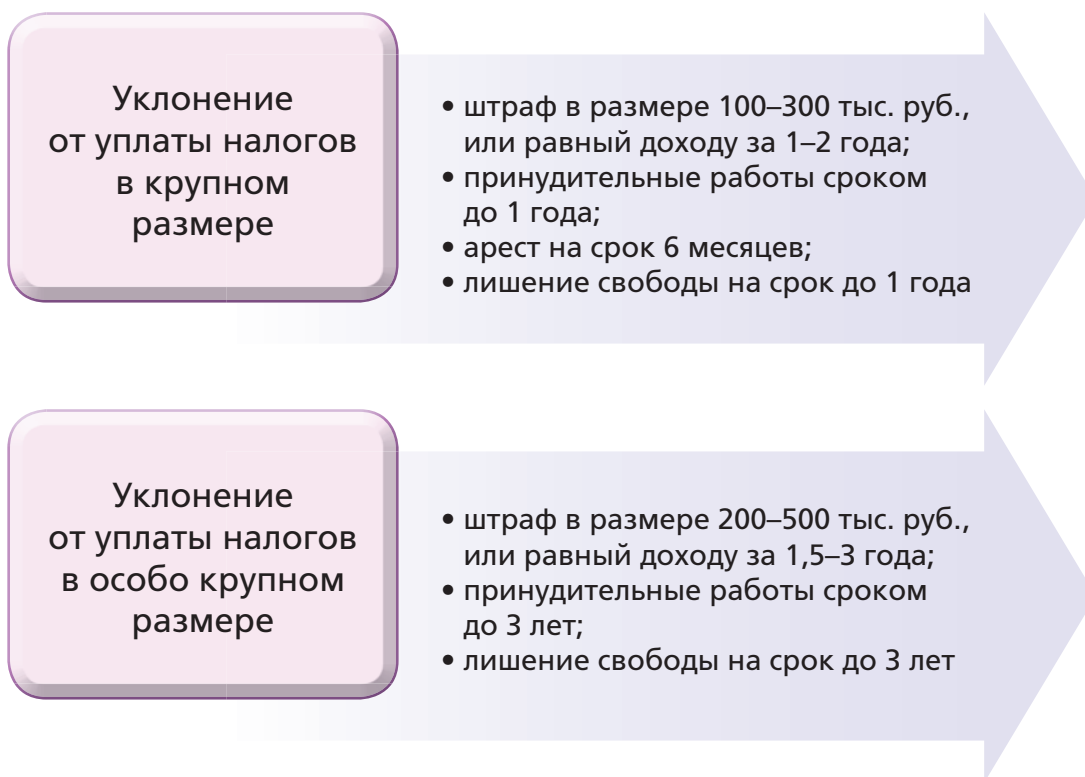 Уклонение
от уплаты налогов
в крупном
размере
• штраф в размере 100–300 тыс. руб.,
или равный доходу за 1–2 года;
• принудительные работы сроком
до 1 года;
• арест на срок 6 месяцев;
• лишение свободы на срок до 1 года
Уклонение
от уплаты налогов
в особо крупном
размере
• штраф в размере 200–500 тыс. руб.,
или равный доходу за 1,5–3 года;
• принудительные работы сроком
до 3 лет;
• лишение свободы на срок до 3 лет